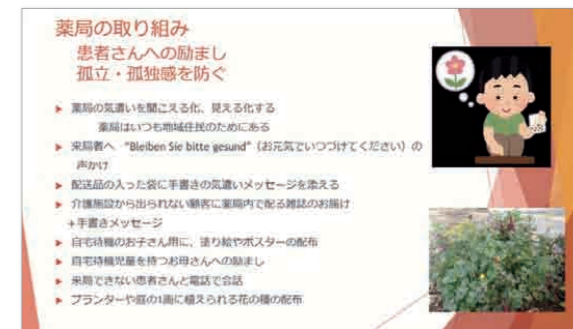 薬局の取り組み
患者さんへの励まし
孤立・孤独感を防ぐ
薬局の気遣いを聞こえる化、見える化する
薬局はいつも地域住民のためにある
来局者へ “Bleiben Sie bitte gesund”（お元気でいつづけてください）の
声かけ
配送品の入った袋に手書きの気遣いメッセージを添える
介護施設から出られない顧客に薬局内で配る雑誌のお届け
＋手書きメッセージ
自宅待機のお子さん用に、塗り絵やポスターの配布
自宅待機児童を持つお母さんへの励まし
来局できない患者さんと電話で会話
プランターや庭の1画に植えられる花の種の配布